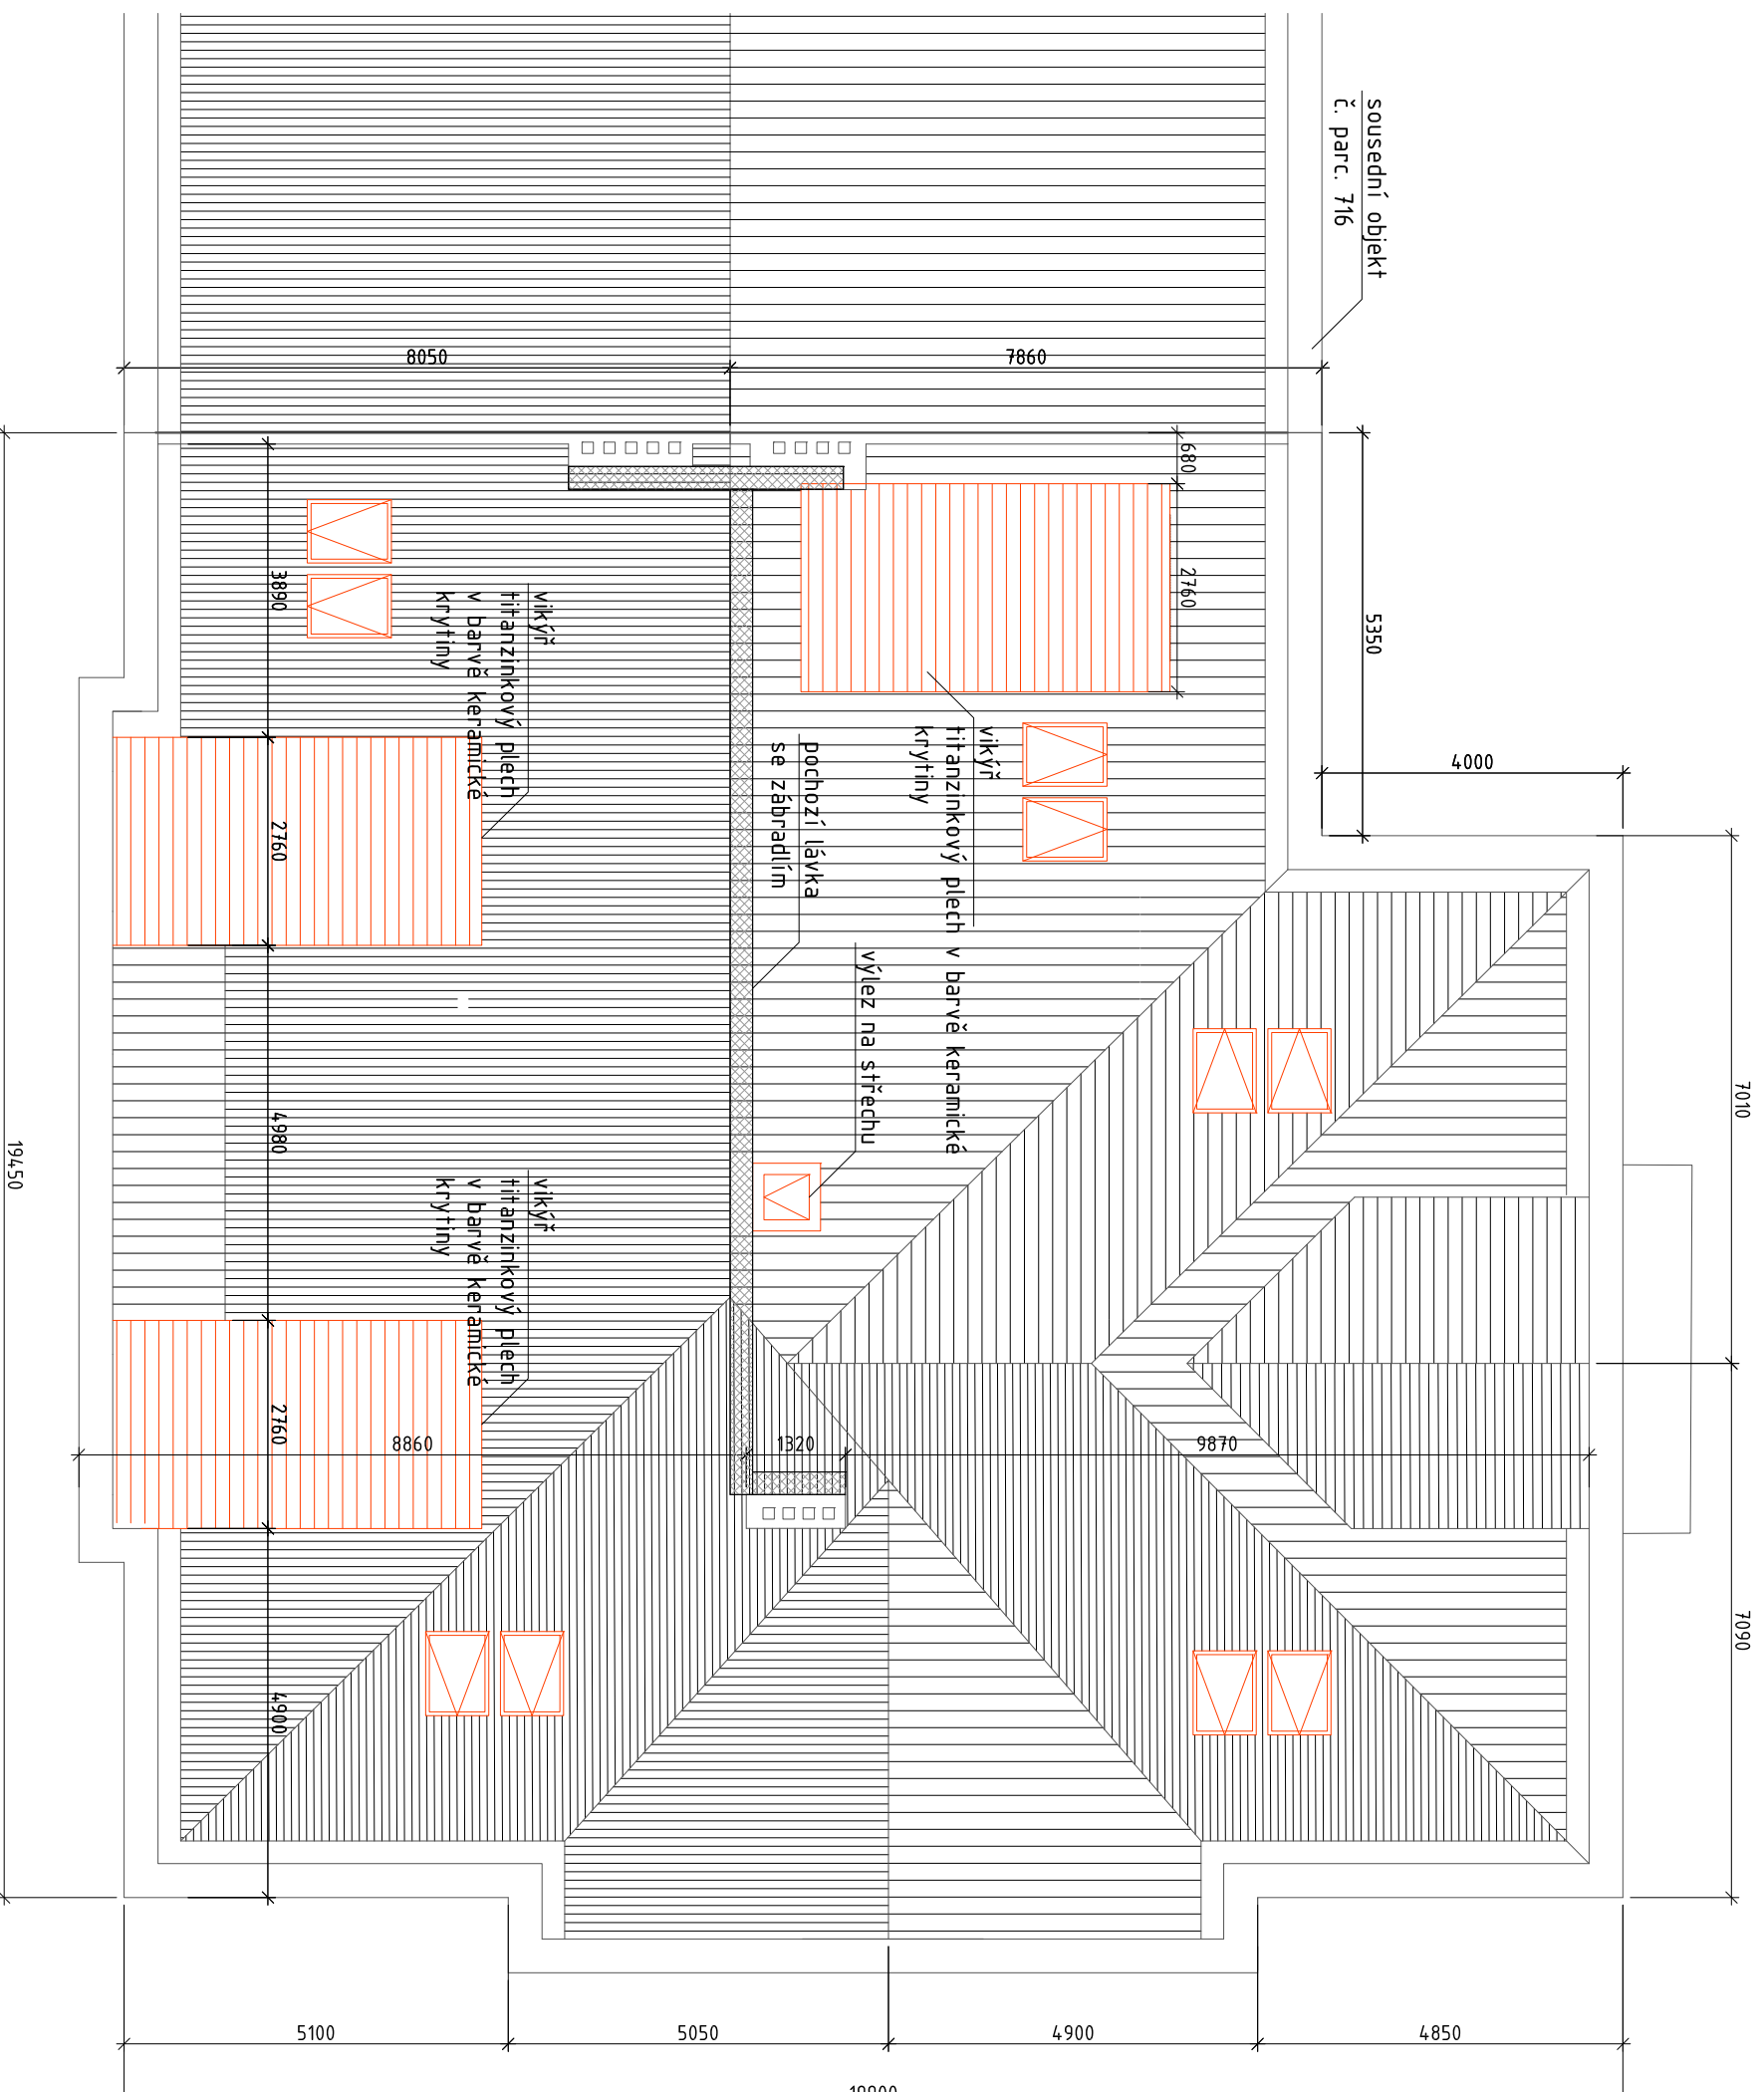 sousední objekt
č. parc. 716
8050
7860
680
2760
5350
4000
3890
vikýř
titanzinkový plech
v barvě keramické
krytiny
vikýř
titanzinkový plech v barvě keramické
krytiny
pochozí lávka
se zábradlím
výlez na střechu
2760
4980
7010
19450
vikýř
titanzinkový plech
v barvě keramické
krytiny
2760
8860
1320
9870
7090
4900
5100
5050
4900
4850